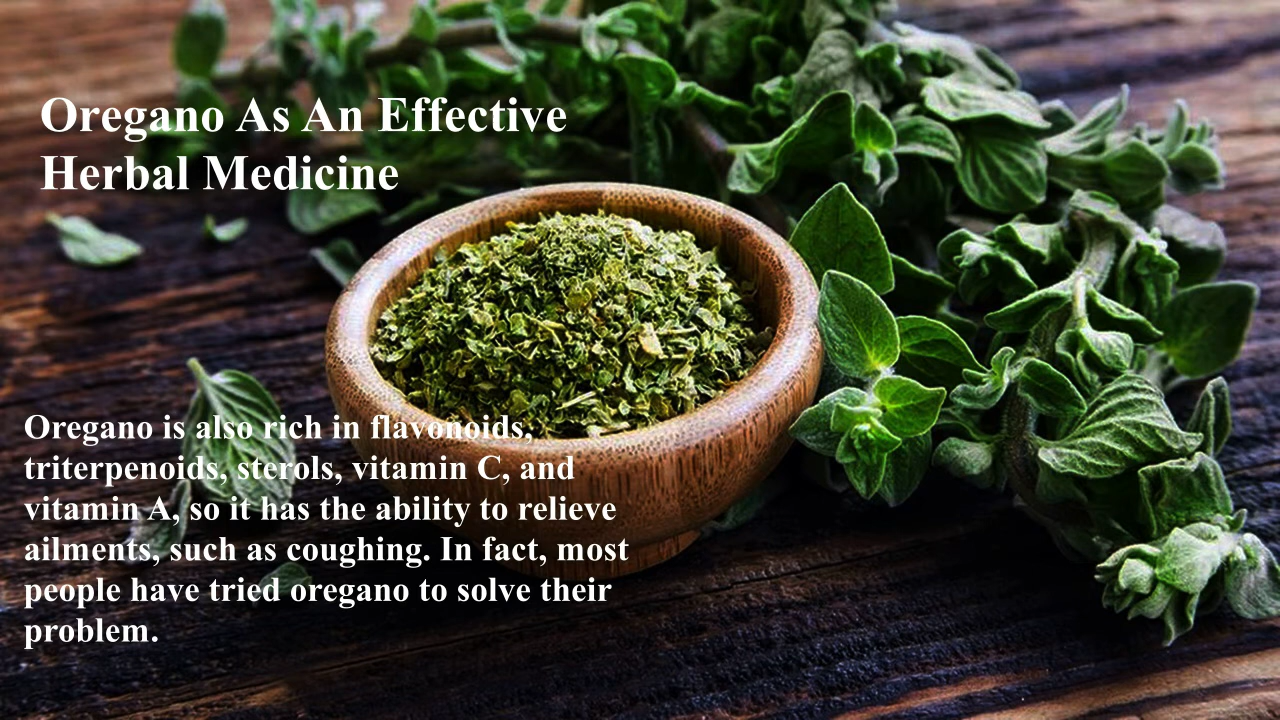 Oregano As An Effective
Herbal Medicine
Oregano is also rich in flavonoids,
triterpenoids, sterols, vitamin C, and
vitamin A, so it has the ability to relieve
ailments, such as coughing. In fact, most
people have tried oregano to solve their
problem.